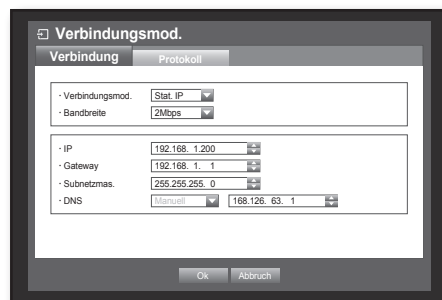 Verbindungsmod.
Verbindung Protokoll
· Verbindungsmod. Stat. IP
· Bandbreite 2Mbps
· IP 192.168. 1.200
· Gateway 192.168. 1. 1
· Subnetzmas. 255.255.255. 0
· DNS Manuell 168.126. 63. 1
Ok Abbruch